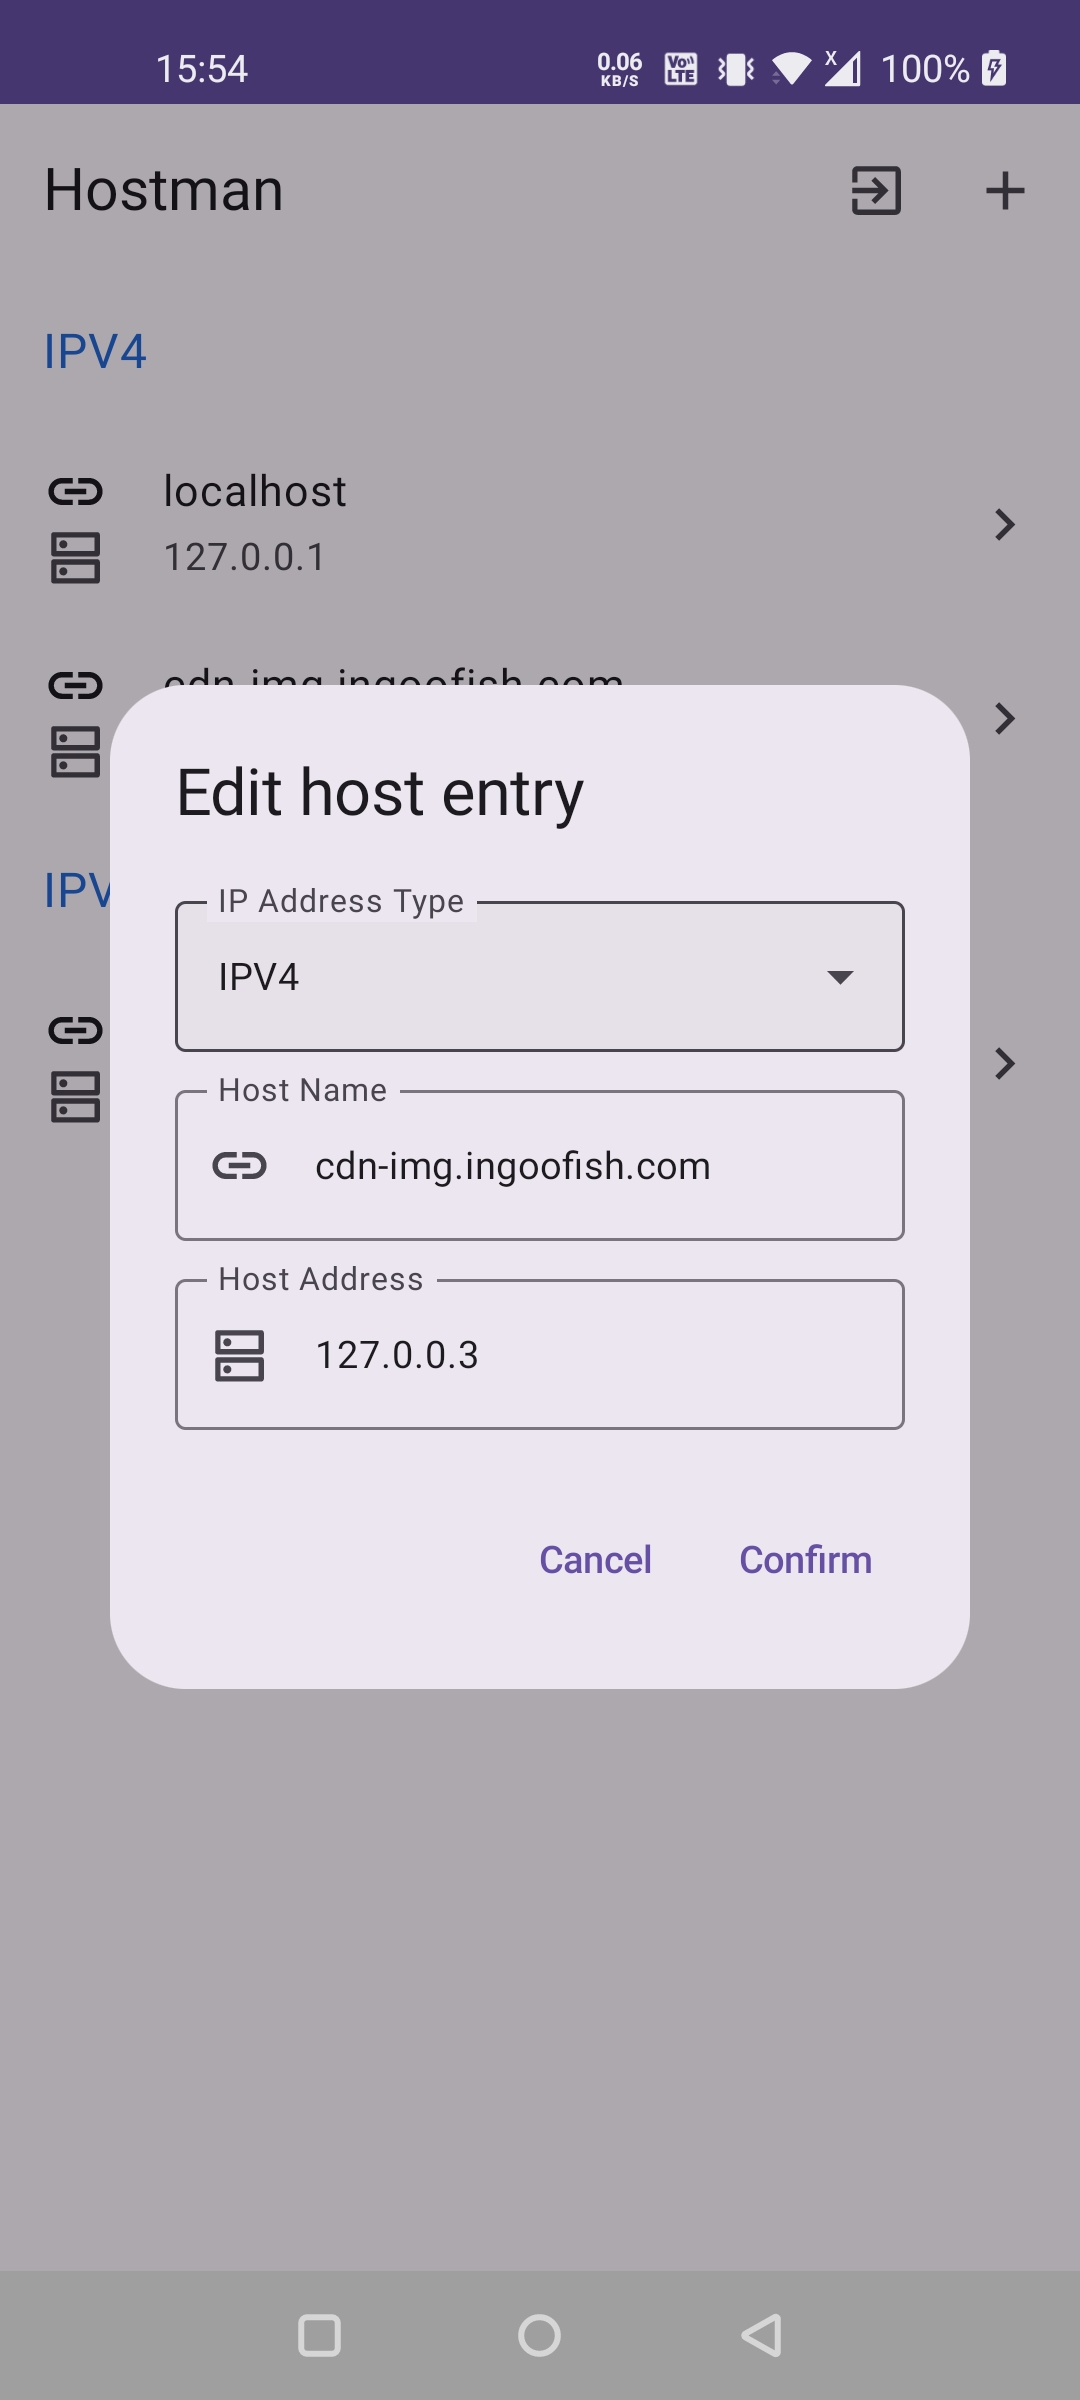 15:54
0.06
KB/S
Vo
LTE
X
100%
Hostman
IPV4
localhost
127.0.0.1
cdn-img.ingoofish.com
Edit host entry
IPV
IP Address Type
IPV4
Host Name
cdn-img.ingoofish.com
Host Address
127.0.0.3
Cancel
Confirm